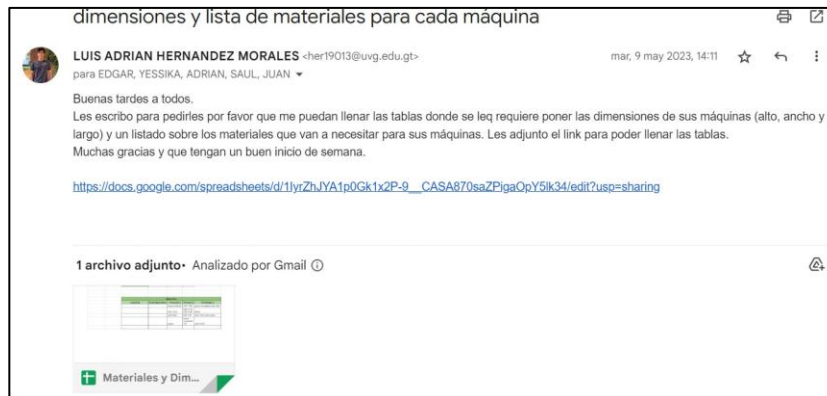 dimensiones y lista de materiales para cada máquina
LUIS ADRIAN HERNANDEZ MORALES <her19013@uvg.edu.gt>
mar, 9 may 2023, 14:11
para EDGAR, YESSIKA, ADRIAN, SAUL, JUAN
Buenas tardes a todos.
Les escribo para pedirles por favor que me puedan llenar las tablas donde se leq requiere poner las dimensiones de sus máquinas (alto, ancho y
largo) y un listado sobre los materiales que van a necesitar para sus máquinas. Les adjunto el link para poder llenar las tablas.
Muchas gracias y que tengan un buen inicio de semana.
https://docs.google.com/spreadsheets/d/1IyrZhJYA1p0Gk1x2P-9__CASA870saZPigaOpY5lk34/edit?usp=sharing
1 archivo adjunto• Analizado por Gmail
Materiales y Dim...